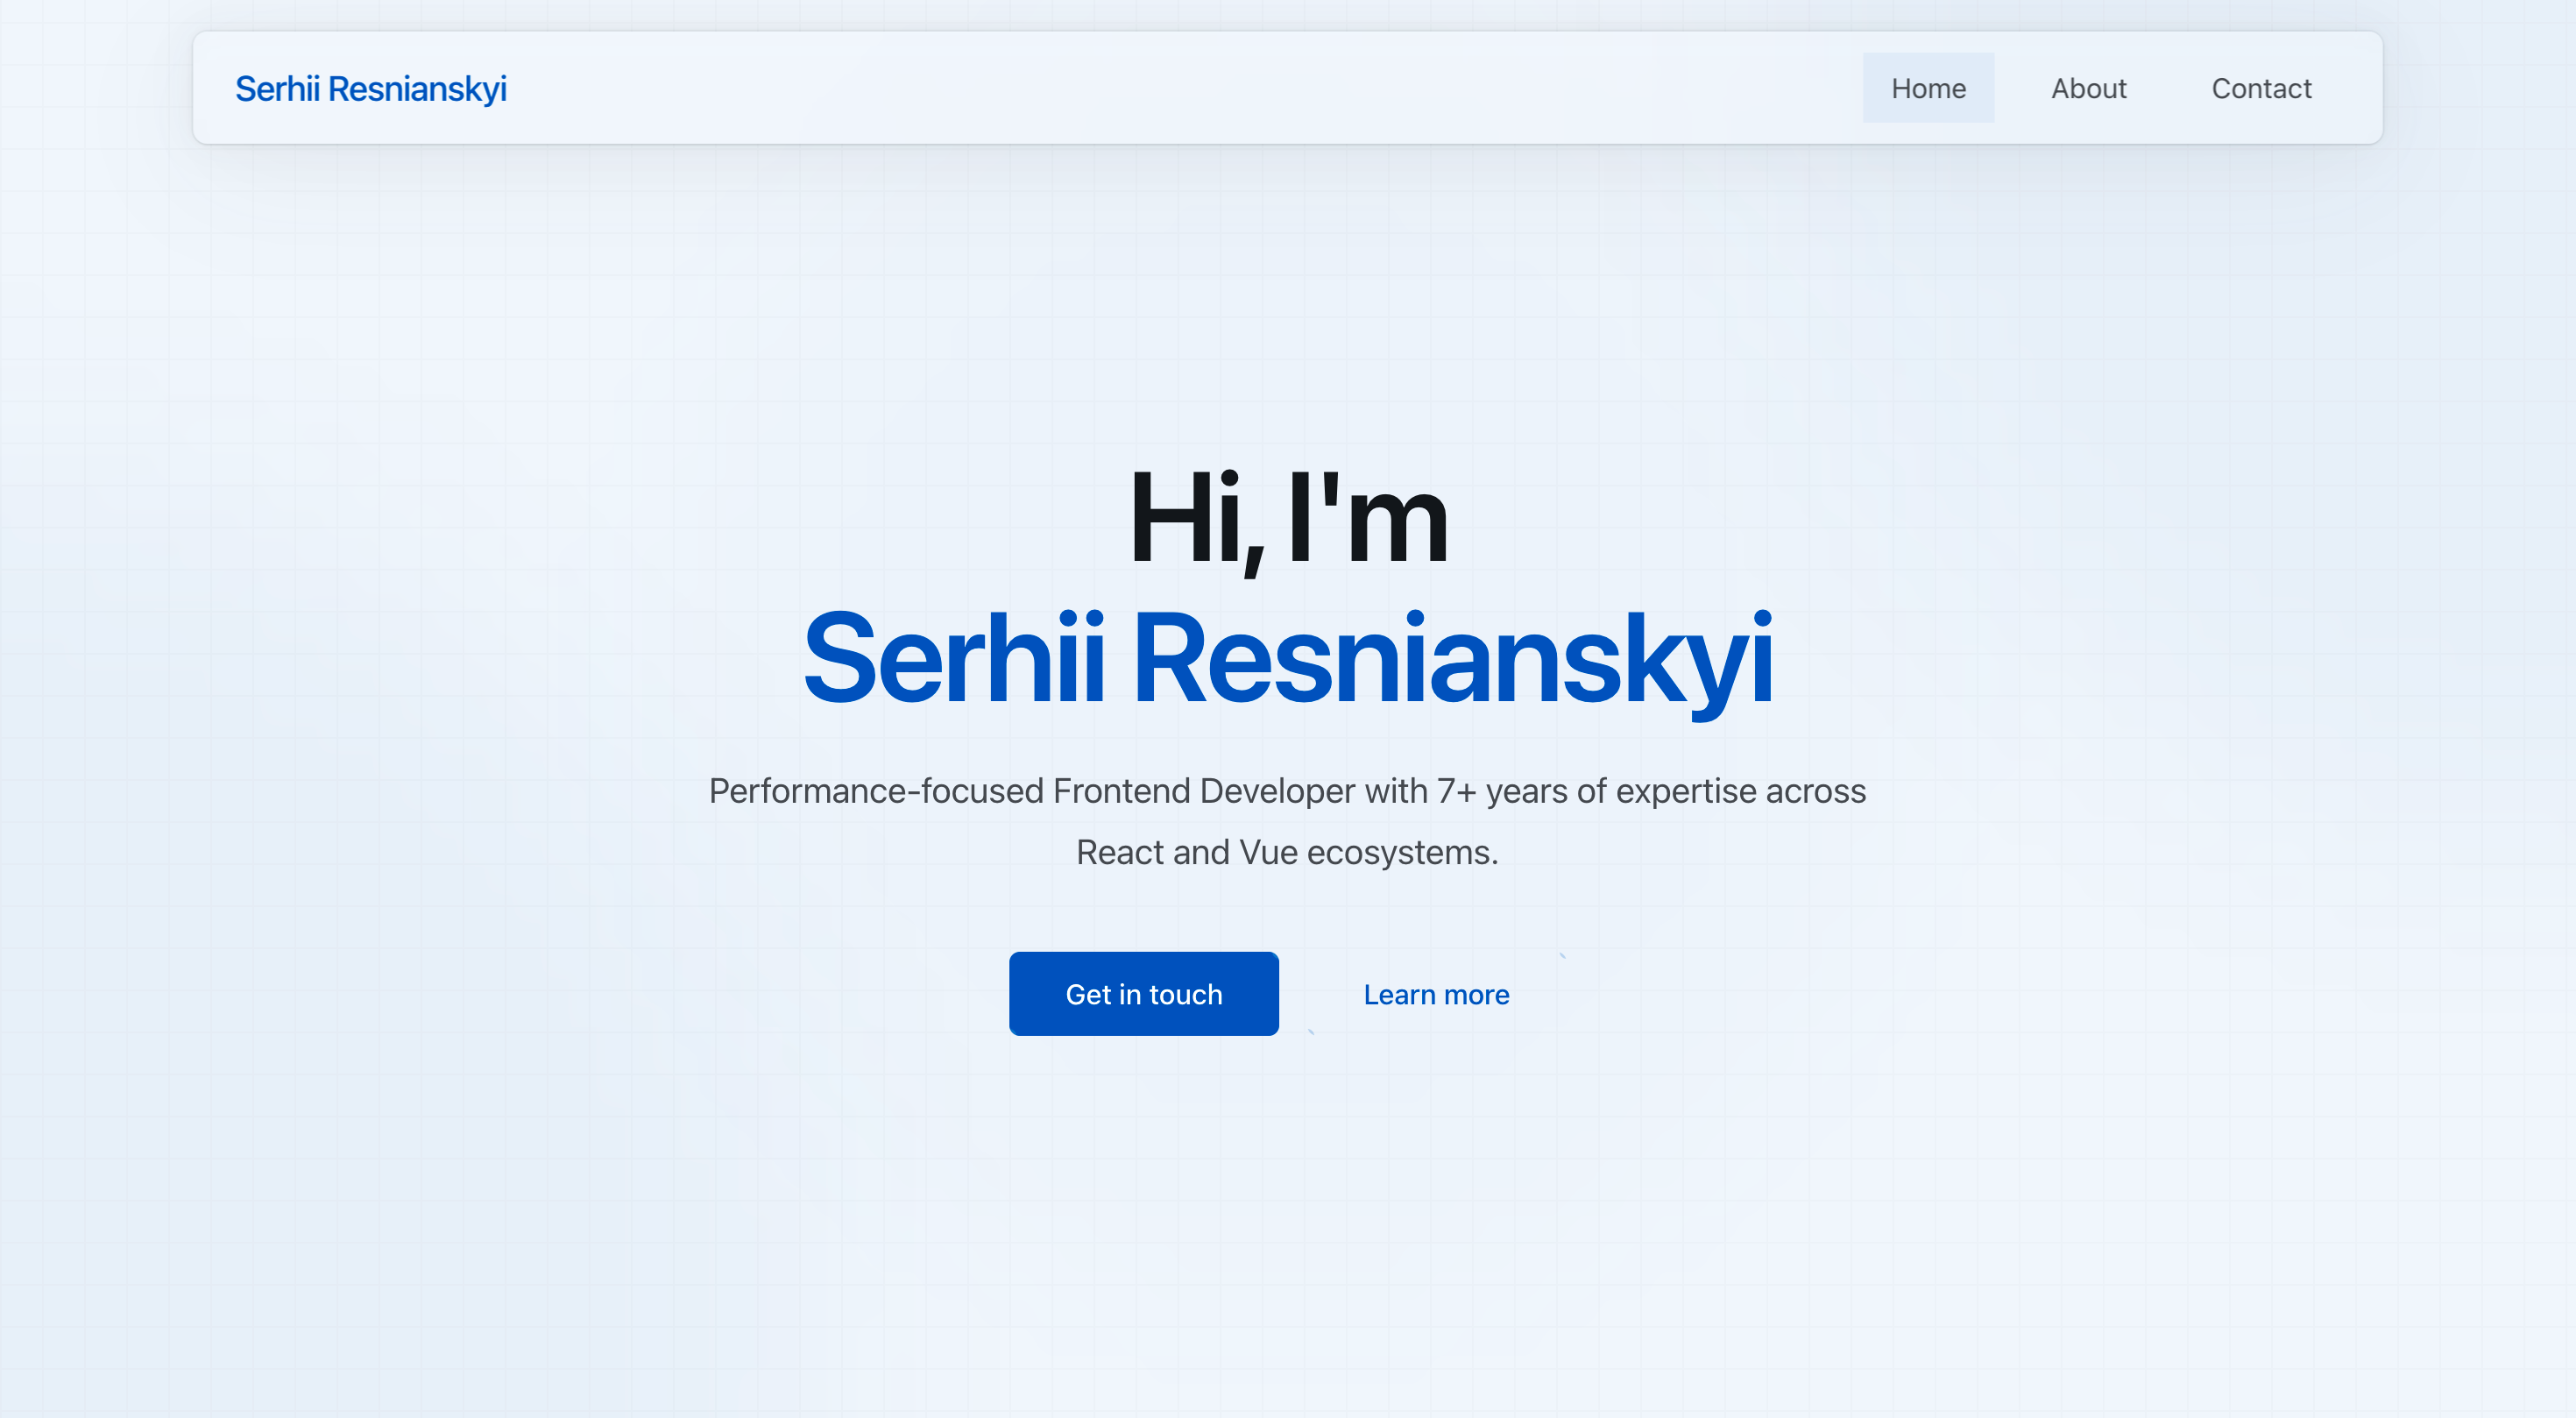 Serhii Resnianskyi
Home
About
Contact
Hi, I'm
Serhii Resnianskyi
Performance-focused Frontend Developer with 7+ years of expertise across
React and Vue ecosystems.
Get in touch
Learn more